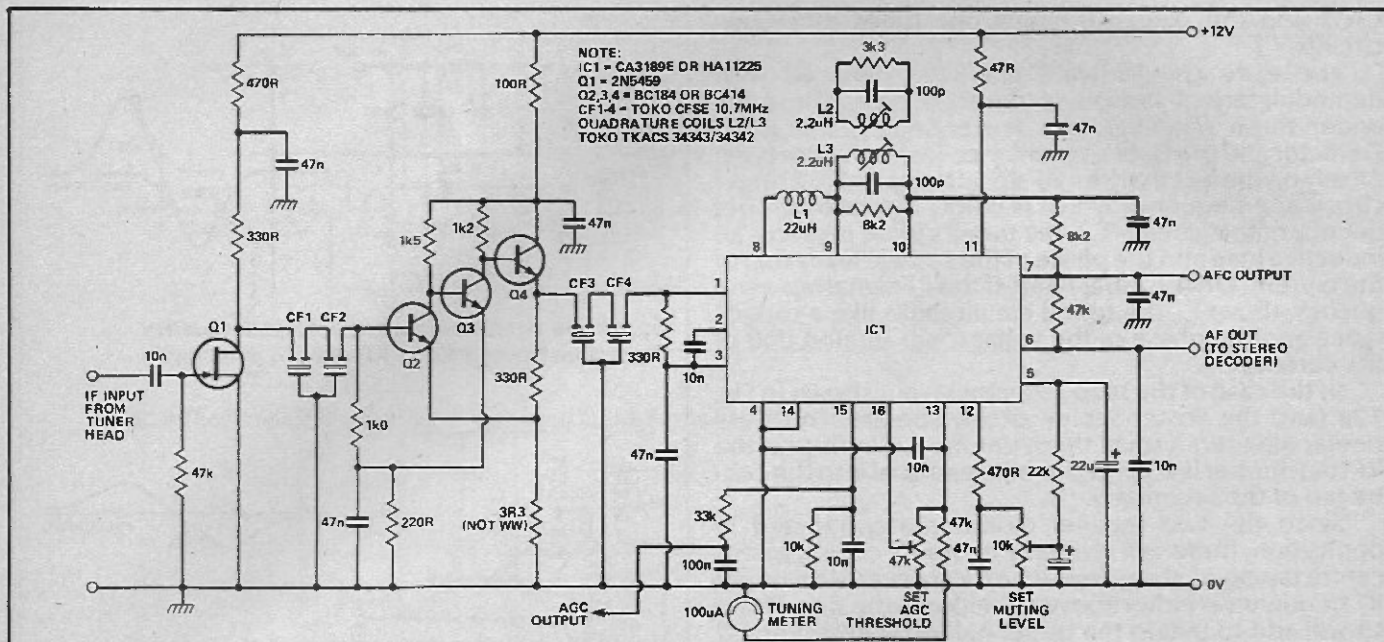 +12V
NOTE:
IC1 = CA3189E OR HA11225
Q1 = 2N5459
Q2,3,4 = BC184 OR BC414
CF1-4 = TOKO CFSE 10.7MHz
QUADRATURE COILS L2/L3
TOKO TKACS 34343/34342
470R
100R
3k3
100p
L2
2.2uH
47R
47n
47n
L3
2.2uH
100p
330R
1k5
1k2
47n
L1
22uH
8k2
8k2
47n
8
9
10
11
Q4
Q3
Q2
CF3
CF4
1
2
3
7
AFC OUTPUT
47n
47k
IC1
Q1
CF1
CF2
10n
330R
10n
330R
6
AF OUT
(TO STEREO
DECODER)
5
IF INPUT
FROM
TUNER
HEAD
4
14
15
16
13
12
1k0
47n
10n
470R
22k
22u
+
10n
47k
47n
220R
3R3
(NOT WW)
33k
10k
10n
47k
47k
47n
10k
+
100n
0V
AGC
OUTPUT
100uA
TUNING
METER
SET
AGC
THRESHOLD
SET
MUTING
LEVEL